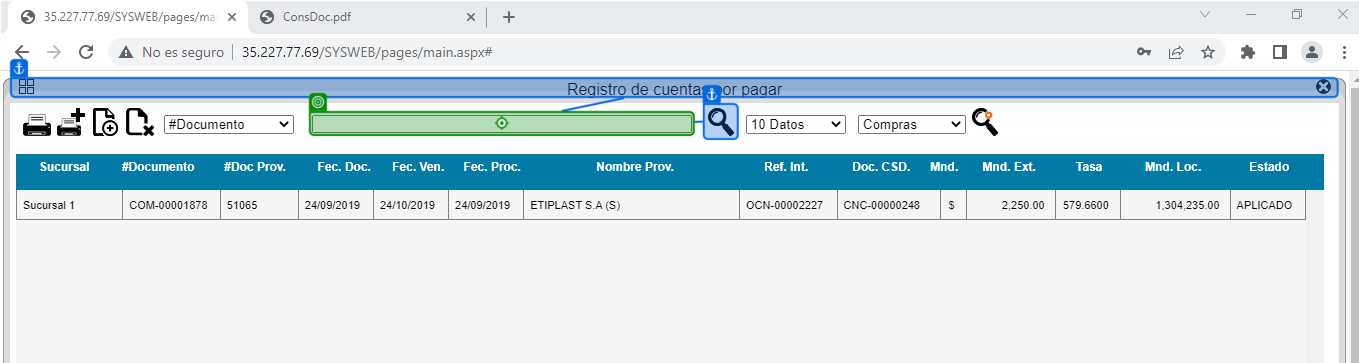 35.227.77.69/SYSWEB/pages/mai
ConsDoc.pdf
No es seguro
35.227.77.69/SYSWEB/pages/main.aspx#
Registro de cuentas por pagar
#Documento
10 Datos
Compras
Sucursal #Documento #Doc Prov. Fec. Doc. Fec. Ven. Fec. Proc. Nombre Prov. Ref. Int. Doc. CSD. Mnd. Mnd. Ext. Tasa Mnd. Loc. Estado
Sucursal 1 COM-00001878 51065 24/09/2019 24/10/2019 24/09/2019 ETIPLAST S.A (S) OCN-00002227 CNC-00000248 $ 2,250.00 579.6600 1,304,235.00 APLICADO